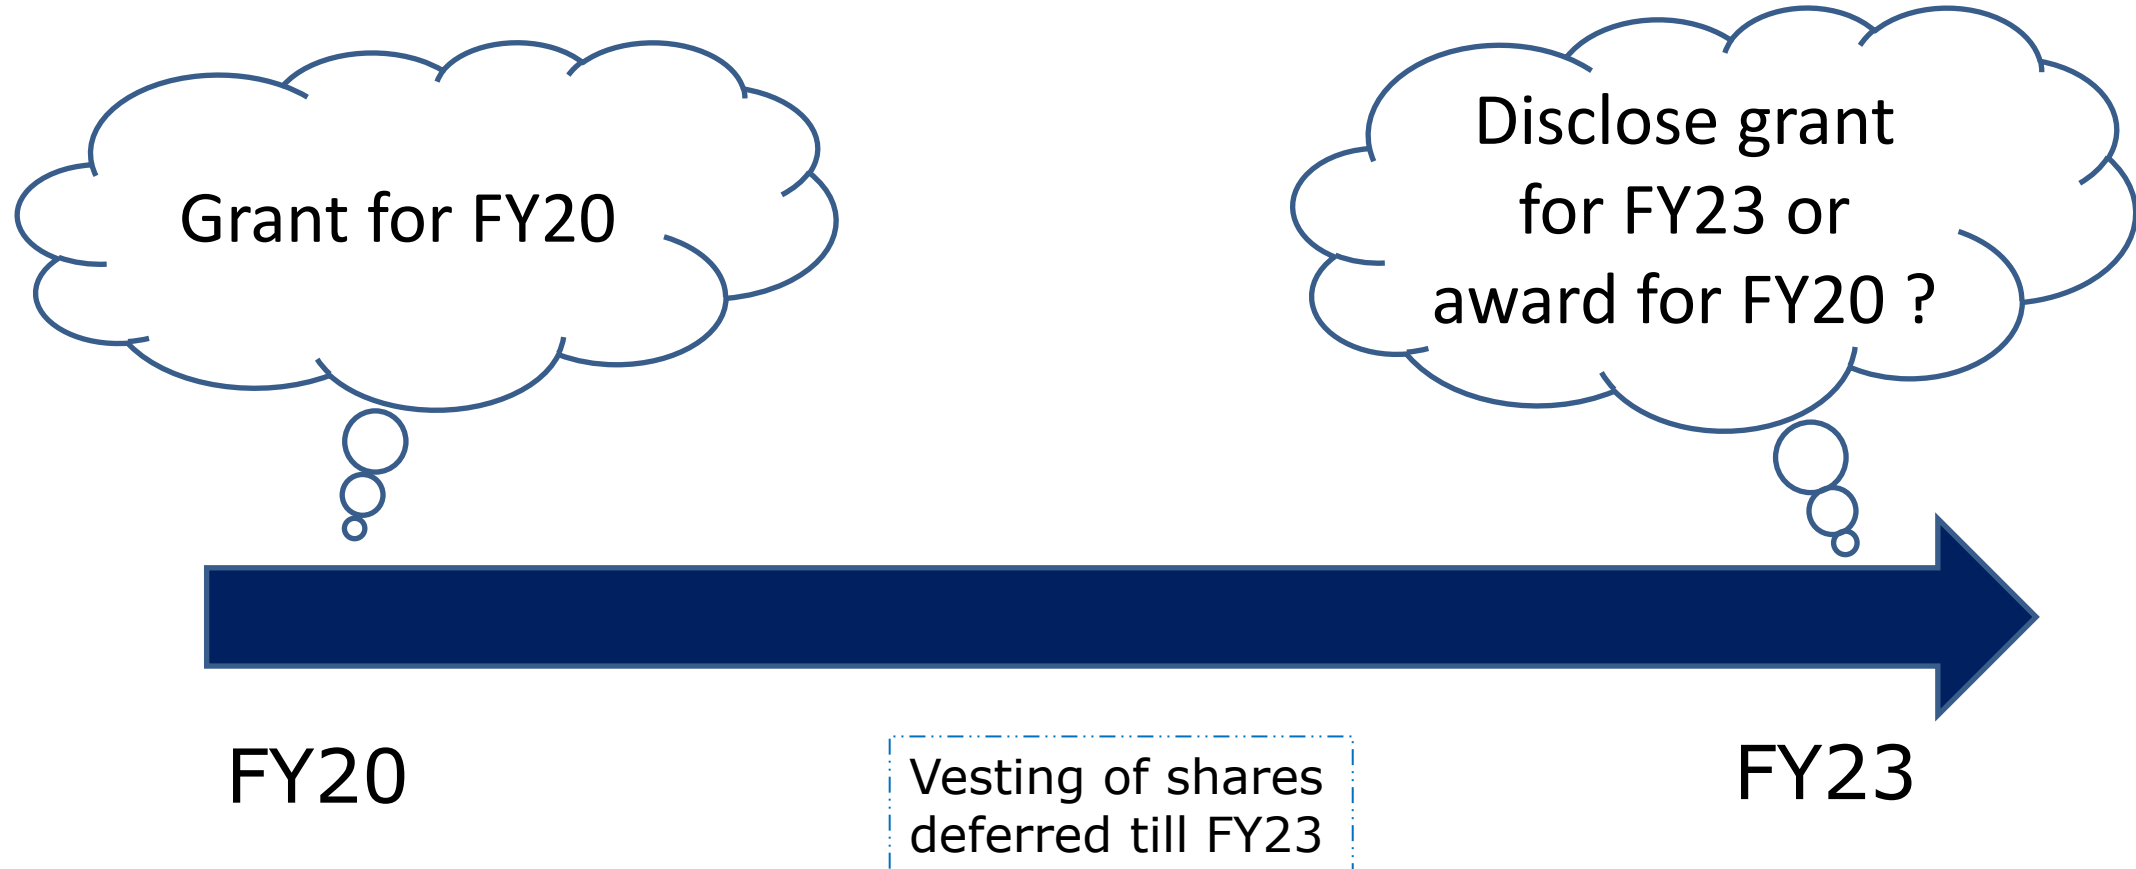 Grant for FY20
Disclose grant
for FY23 or
award for FY20 ?
FY20
Vesting of shares
deferred till FY23
FY23